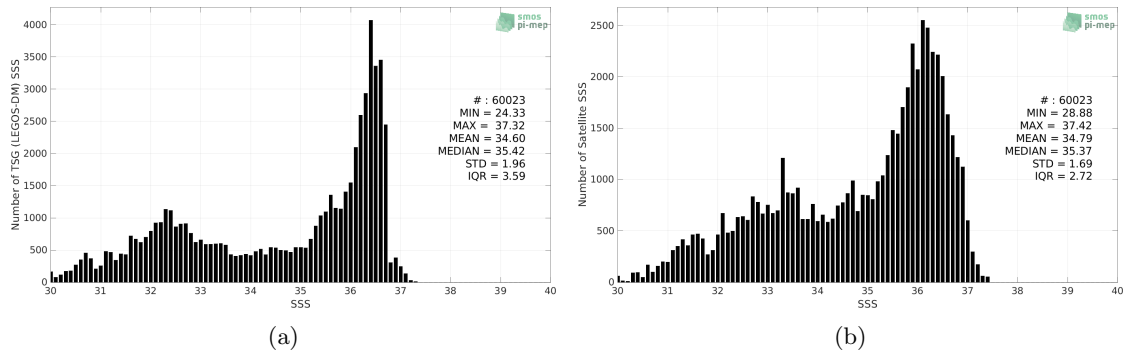 smos
pi-mep
Number of TSG (LEGOS-DM) SSS
4000
3500
3000
2500
2000
1500
1000
500
0
# : 60023
MIN = 24.33
MAX = 37.32
MEAN = 34.60
MEDIAN = 35.42
STD = 1.96
IQR = 3.59
30 31 32 33 34 35 36 37 38 39 40
SSS
(a)
smos
pi-mep
Number of Satellite SSS
2500
2000
1500
1000
500
0
# : 60023
MIN = 28.88
MAX = 37.42
MEAN = 34.79
MEDIAN = 35.37
STD = 1.69
IQR = 2.72
30 31 32 33 34 35 36 37 38 39 40
SSS
(b)